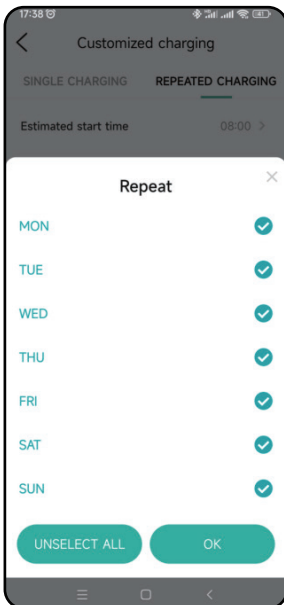 17:38
Customized charging
SINGLE CHARGING REPEATED CHARGING
Estimated start time 08:00 >
Repeat
MON
TUE
WED
THU
FRI
SAT
SUN
UNSELECT ALL OK